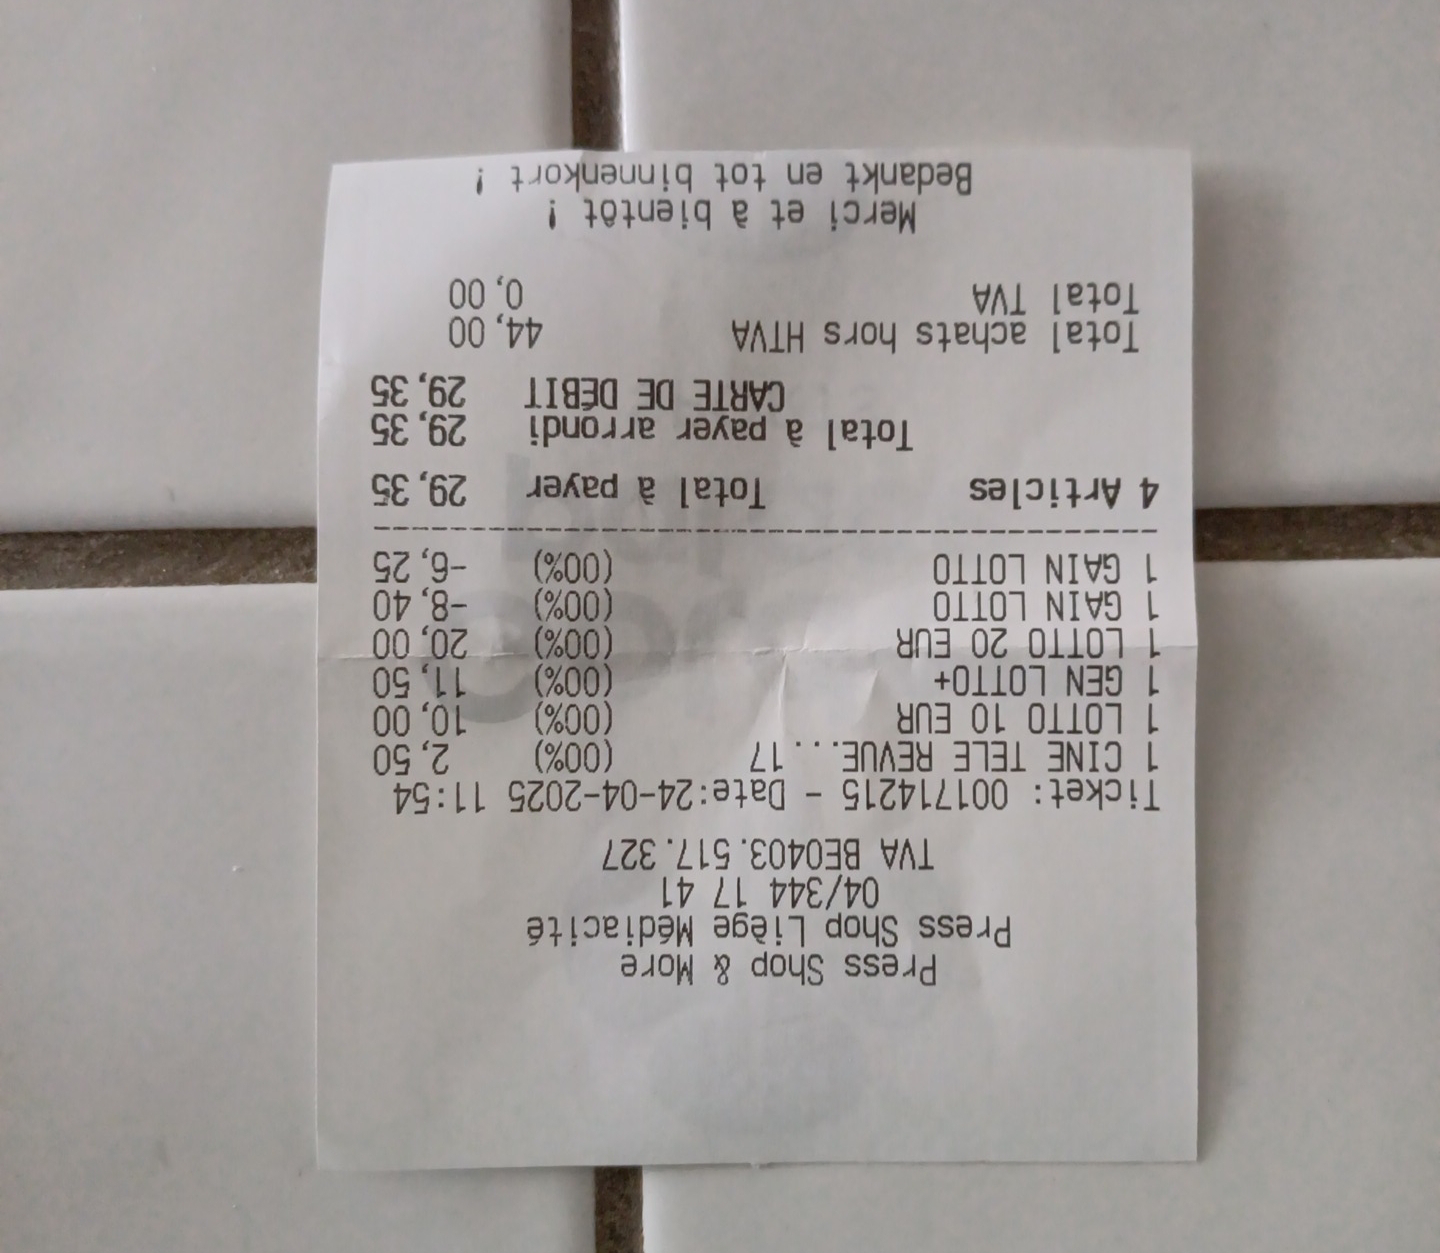 Press Shop & More
Press Shop Liège Médiacité
04/344 17 41
TVA BE0403.517.327
Ticket: 001714215 - Date:24-04-2025 11:54
1 CINE TELE REVUE...17 (00%) 2,50
1 LOTTO 10 EUR (00%) 10,00
1 GEN LOTTO+ (00%) 11,50
1 LOTTO 20 EUR (00%) 20,00
1 GAIN LOTTO (00%) -8,40
1 GAIN LOTTO (00%) -6,25
4 Articles Total à payer 29,35
Total à payer arrondi 29,35
CARTE DE DÉBIT 29,35
Total achats hors HTVA 44,00
Total TVA 0,00
Merci et à bientôt !
Bedankt en tot binnenkort !